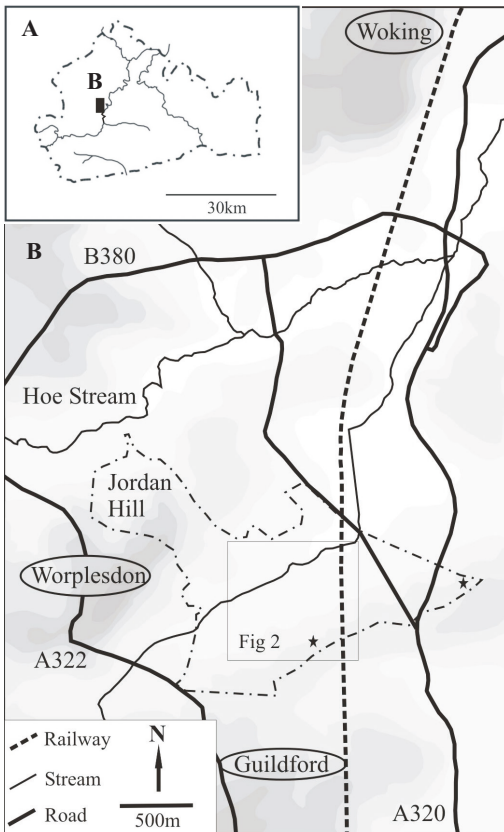 A
B
30km
Woking
B
B380
Hoe Stream
Jordan
Hill
Worplesdon
Fig 2
A322
Railway
N
Stream
Guildford
Road
500m
A320